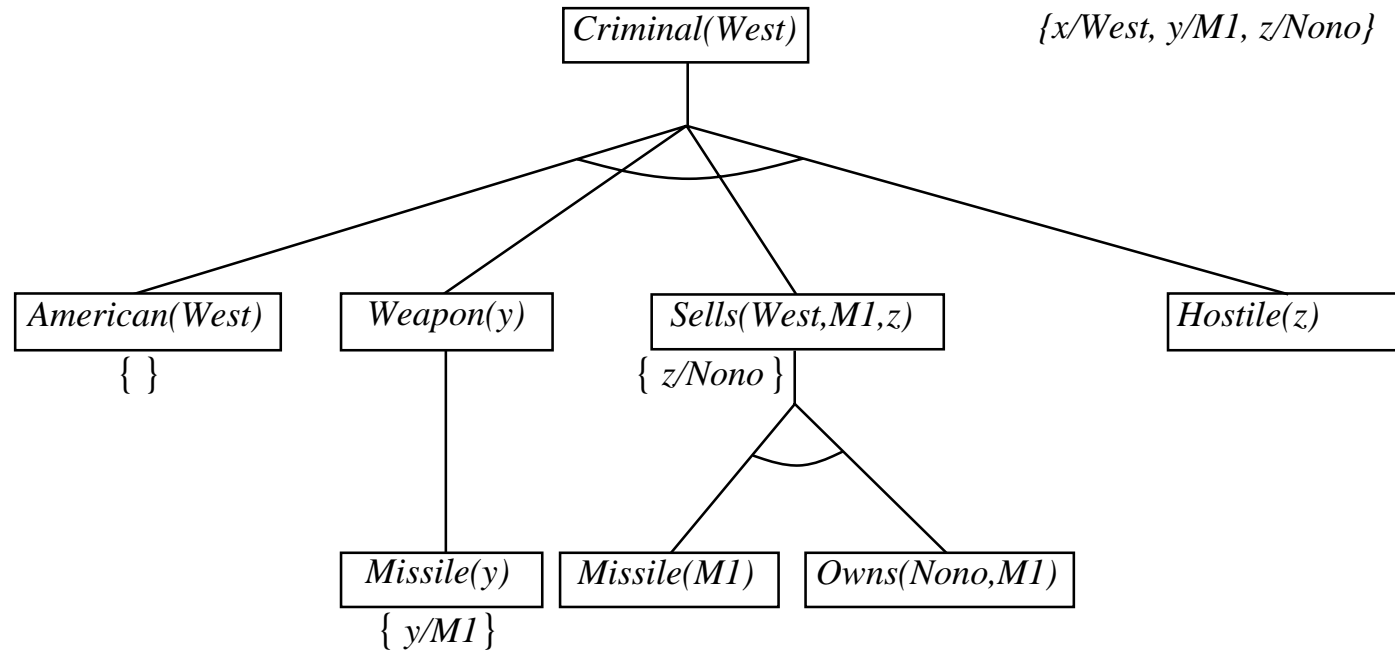 Criminal(West)
{x/West, y/M1, z/Nono}
American(West)
Weapon(y)
Sells(West,M1,z)
Hostile(z)
{ }
{ z/Nono }
Missile(y)
Missile(M1)
Owns(Nono,M1)
{ y/M1}